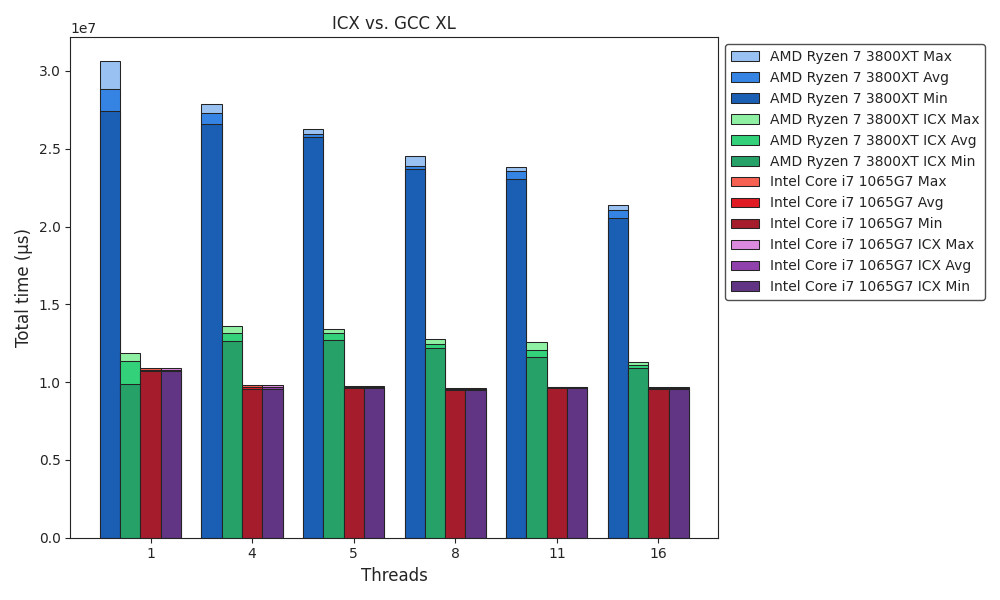 ICX vs. GCC XL
1e7
3.0
2.5
2.0
1.5
1.0
0.5
0.0
Total time (μs)
1
4
5
8
11
16
Threads
AMD Ryzen 7 3800XT Max
AMD Ryzen 7 3800XT Avg
AMD Ryzen 7 3800XT Min
AMD Ryzen 7 3800XT ICX Max
AMD Ryzen 7 3800XT ICX Avg
AMD Ryzen 7 3800XT ICX Min
Intel Core i7 1065G7 Max
Intel Core i7 1065G7 Avg
Intel Core i7 1065G7 Min
Intel Core i7 1065G7 ICX Max
Intel Core i7 1065G7 ICX Avg
Intel Core i7 1065G7 ICX Min